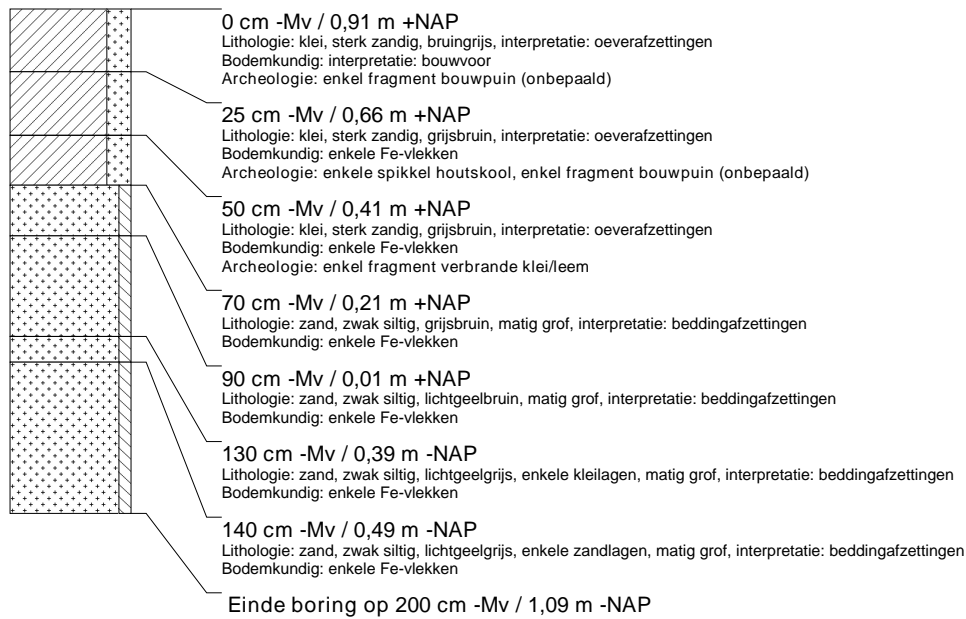 0 cm -Mv / 0,91 m +NAP
Lithologie: klei, sterk zandig, bruingrijs, interpretatie: oeverafzettingen
Bodemkundig: interpretatie: bouwvoor
Archeologie: enkel fragment bouwpuin (onbepaald)
25 cm -Mv / 0,66 m +NAP
Lithologie: klei, sterk zandig, grijsbruin, interpretatie: oeverafzettingen
Bodemkundig: enkele Fe-vlekken
Archeologie: enkele spikkel houtskool, enkel fragment bouwpuin (onbepaald)
50 cm -Mv / 0,41 m +NAP
Lithologie: klei, sterk zandig, grijsbruin, interpretatie: oeverafzettingen
Bodemkundig: enkele Fe-vlekken
Archeologie: enkel fragment verbrande klei/leem
70 cm -Mv / 0,21 m +NAP
Lithologie: zand, zwak siltig, grijsbruin, matig grof, interpretatie: beddingafzettingen
Bodemkundig: enkele Fe-vlekken
90 cm -Mv / 0,01 m +NAP
Lithologie: zand, zwak siltig, lichtgeelbruin, matig grof, interpretatie: beddingafzettingen
Bodemkundig: enkele Fe-vlekken
130 cm -Mv / 0,39 m -NAP
Lithologie: zand, zwak siltig, lichtgeelgrijs, enkele kleilagen, matig grof, interpretatie: beddingafzettingen
Bodemkundig: enkele Fe-vlekken
140 cm -Mv / 0,49 m -NAP
Lithologie: zand, zwak siltig, lichtgeelgrijs, enkele zandlagen, matig grof, interpretatie: beddingafzettingen
Bodemkundig: enkele Fe-vlekken
Einde boring op 200 cm -Mv / 1,09 m -NAP